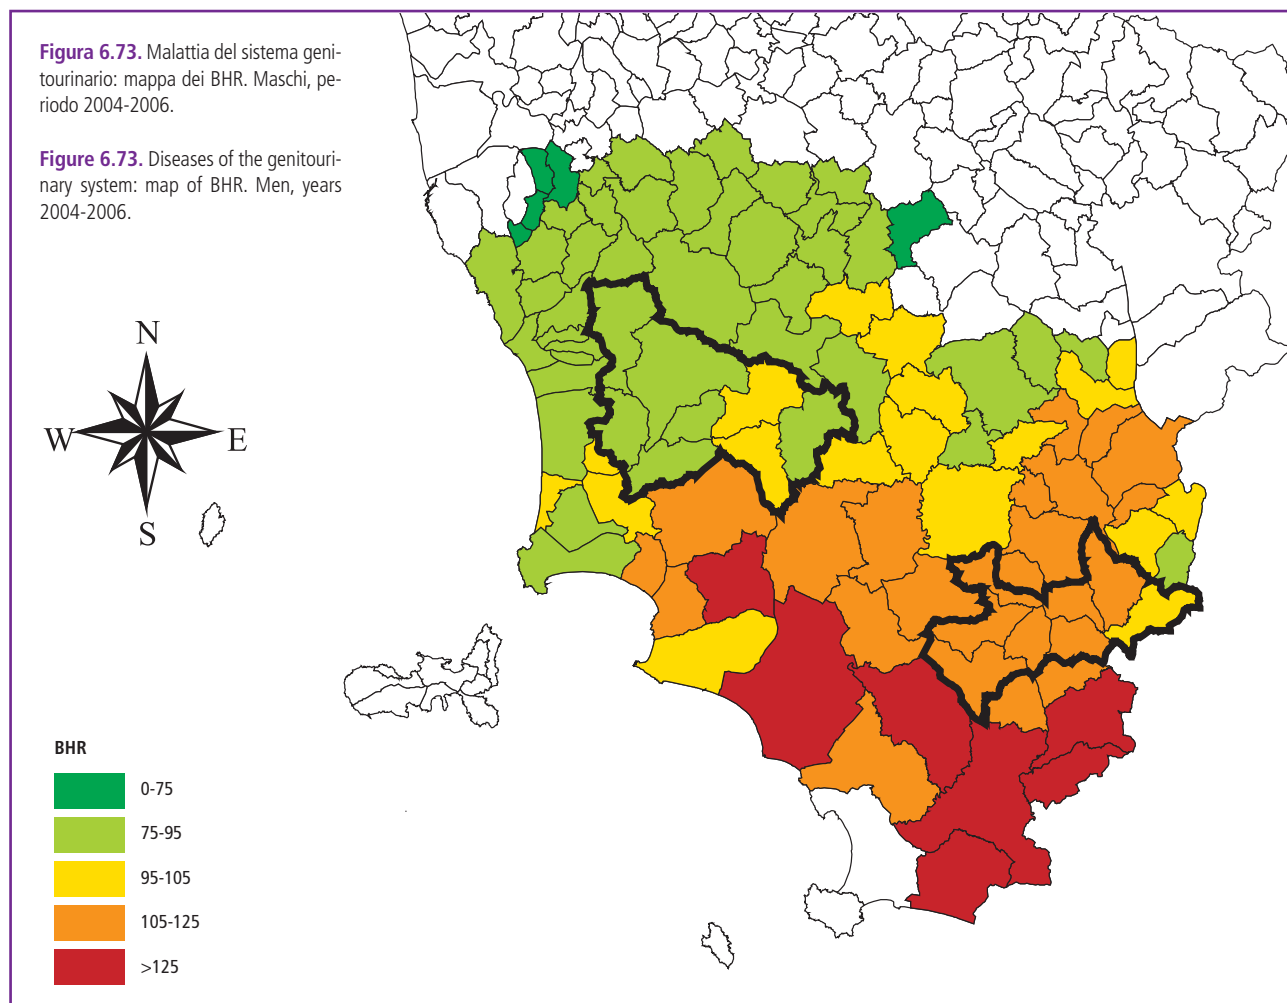 Figura 6.73. Malattia del sistema geni-
tourinario: mappa dei BHR. Maschi, pe-
riodo 2004-2006.
Figure 6.73. Diseases of the genitouri-
nary system: map of BHR. Men, years
2004-2006.
N
W
E
S
BHR
0-75
75-95
95-105
105-125
>125